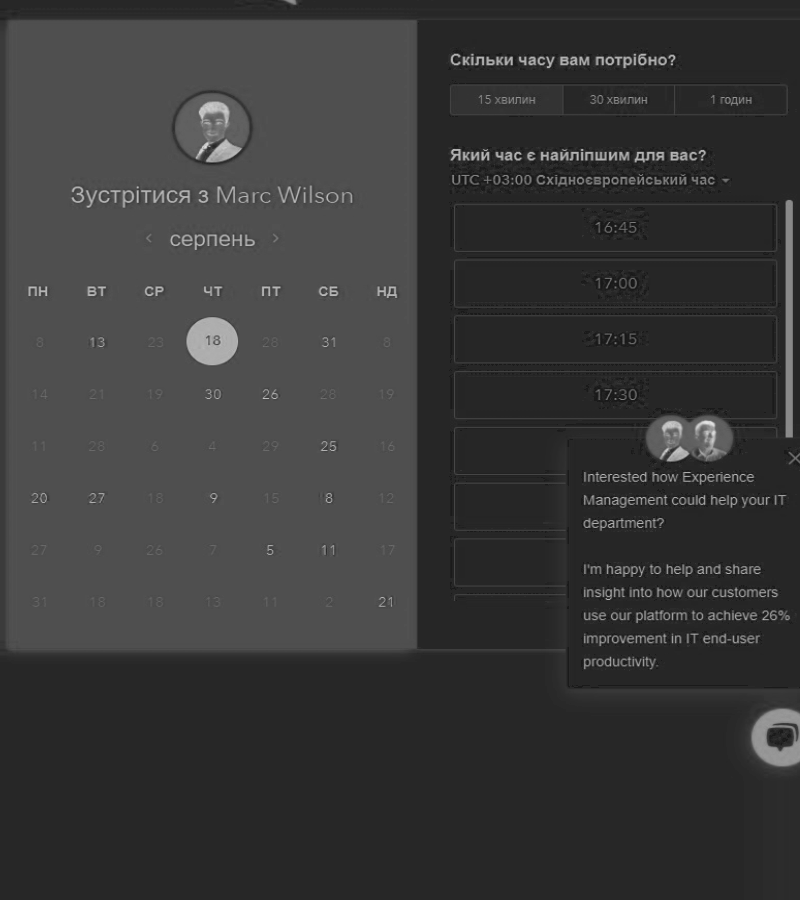 Зустрітися з Marc Wilson
серпень
ПН ВТ СР ЧТ ПТ СБ НД
8 13 23 18 28 31 8
14 21 19 30 26 28 19
11 28 6 4 29 25 16
20 27 18 9 15 8 12
27 9 26 7 5 11 17
31 18 18 13 11 2 21
Скільки часу вам потрібно?
15 хвилин 30 хвилин 1 годин
Який час є найліпшим для вас?
UTC +03:00 Східноєвропейський час
16:45
17:00
17:15
17:30
Interested how Experience
Management could help your IT
department?
I'm happy to help and share
insight into how our customers
use our platform to achieve 26%
improvement in IT end-user
productivity.